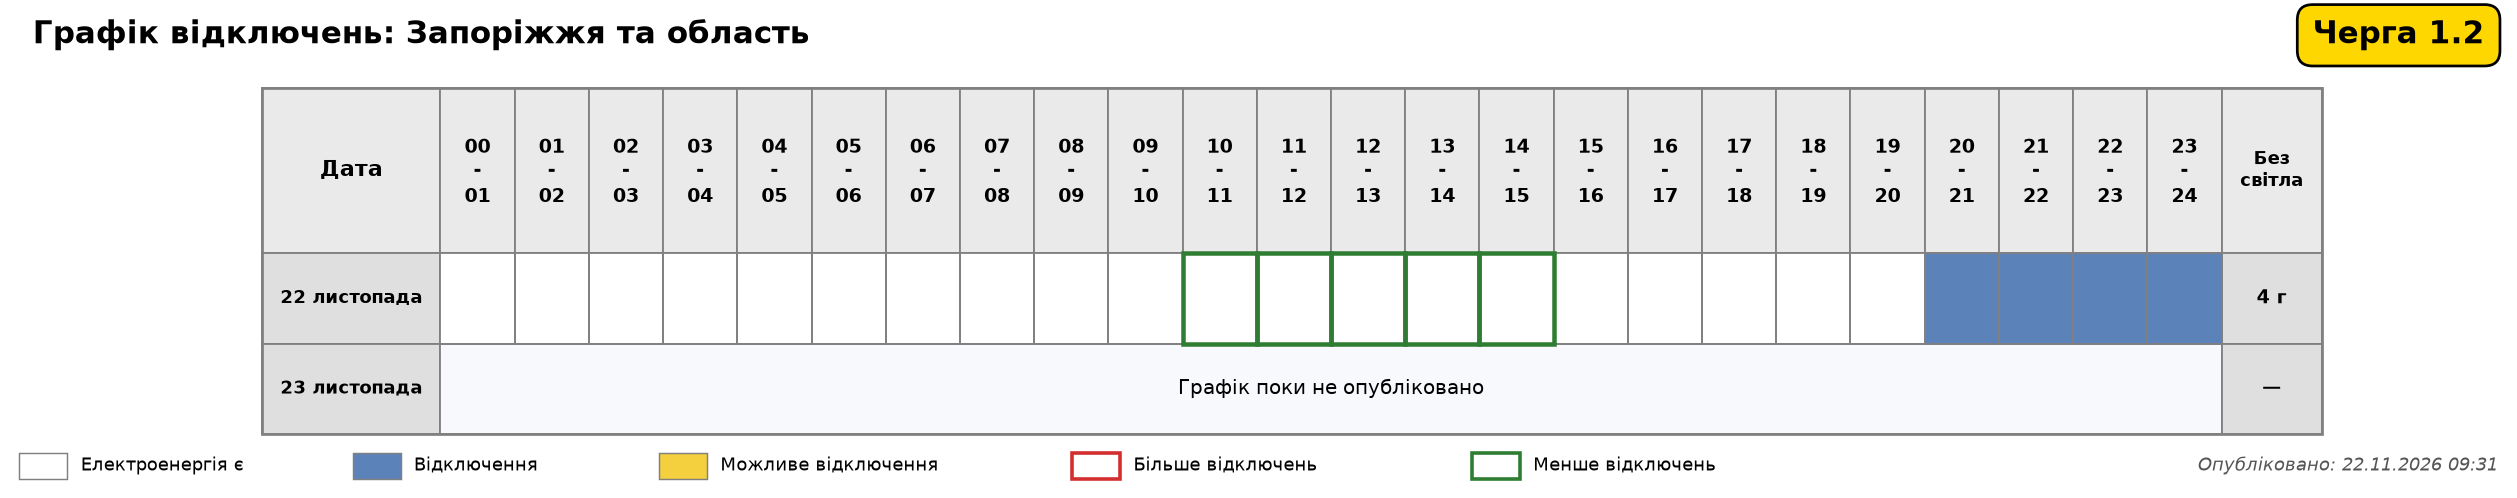 Графік відключень: Запоріжжя та область
Черга 1.2
Дата
00 - 01
01 - 02
02 - 03
03 - 04
04 - 05
05 - 06
06 - 07
07 - 08
08 - 09
09 - 10
10 - 11
11 - 12
12 - 13
13 - 14
14 - 15
15 - 16
16 - 17
17 - 18
18 - 19
19 - 20
20 - 21
21 - 22
22 - 23
23 - 24
Без
світла
22 листопада
4 г
23 листопада
Графік поки не опубліковано
—
Електроенергія є
Відключення
Можливе відключення
Більше відключень
Менше відключень
Опубліковано: 22.11.2026 09:31